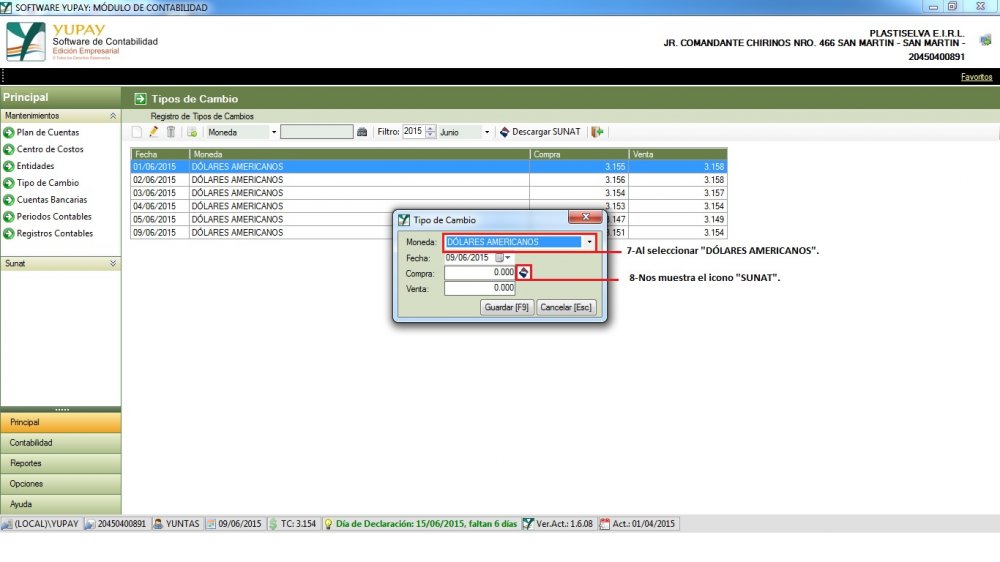 SOFTWARE YUPAY: MÓDULO DE CONTABILIDAD
YUPAY
Software de Contabilidad
Edición Empresarial
© Todos los Derechos Reservados
PLASTISELVA E.I.R.L.
JR. COMANDANTE CHIRINOS NRO. 466 SAN MARTIN - SAN MARTIN -
20450400891
Favoritos
Principal
Tipos de Cambio
Mantenimientos
Registro de Tipos de Cambios
Plan de Cuentas
Centro de Costos
Entidades
Tipo de Cambio
Cuentas Bancarias
Periodos Contables
Registros Contables
Sunat
Moneda Filtro: 2015 Junio Descargar SUNAT
Fecha Moneda Compra Venta
01/06/2015 DÓLARES AMERICANOS 3.155 3.158
02/06/2015 DÓLARES AMERICANOS 3.156 3.158
03/06/2015 DÓLARES AMERICANOS 3.154 3.157
04/06/2015 DÓLARES AMERICANOS 3.153 3.154
05/06/2015 DÓLARES AMERICANOS 3.147 3.149
09/06/2015 DÓLARES AMERICANOS 3.151 3.154
Tipo de Cambio
Moneda: DÓLARES AMERICANOS
Fecha: 09/06/2015
Compra: 0.000
Venta: 0.000
Guardar [F9] Cancelar [Esc]
7-Al seleccionar "DÓLARES AMERICANOS".
8-Nos muestra el icono "SUNAT".
Principal
Contabilidad
Reportes
Opciones
Ayuda
(LOCAL)\YUPAY 20450400891 YUNTAS 09/06/2015 TC: 3.154 Día de Declaración: 15/06/2015, faltan 6 días Ver.Act.: 1.6.08 Act.: 01/04/2015